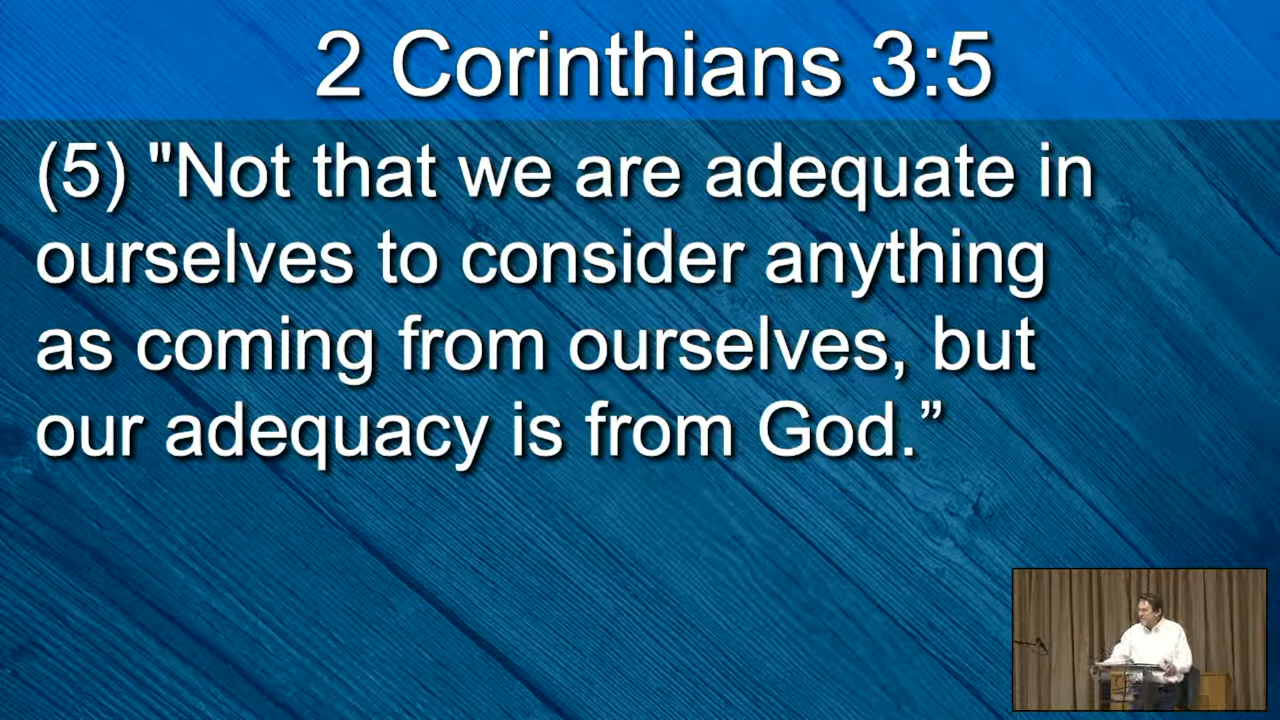 2 Corinthians 3:5
(5) "Not that we are adequate in
ourselves to consider anything
as coming from ourselves, but
our adequacy is from God.”